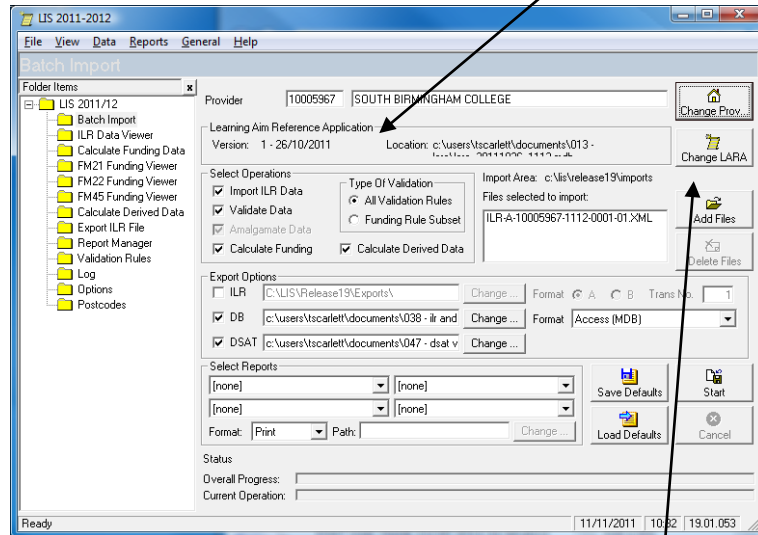 LIS 2011-2012
File View Data Reports General Help
Batch Import
Folder Items x
LIS 2011/12
Batch Import
ILR Data Viewer
Calculate Funding Data
FM21 Funding Viewer
FM22 Funding Viewer
FM45 Funding Viewer
Calculate Derived Data
Export ILR File
Report Manager
Validation Rules
Log
Options
Postcodes
Provider 10005967 SOUTH BIRMINGHAM COLLEGE
Change Prov...
Learning Aim Reference Application
Version: 1 - 26/10/2011 Location: c:\users\tscarlett\documents\013 -
Change LARA
Select Operations
Import ILR Data
Validate Data
Amalgamate Data
Calculate Funding
Type Of Validation
All Validation Rules
Funding Rule Subset
Calculate Derived Data
Import Area: c:\lis\release19\imports
Files selected to import:
ILR-A-10005967-1112-0001-01.XML
Add Files
Delete Files
Export Options
ILR C:\LIS\Release19\Exports\ Change ... Format A B Trans No. 1
DB c:\users\tscarlett\documents\038 - ilr and Change ... Format Access (MDB)
DSAT c:\users\tscarlett\documents\047 - dsat v Change ...
Select Reports
[none] [none]
[none] [none]
Format: Print Path: Change ...
Save Defaults
Start
Load Defaults
Cancel
Status
Overall Progress:
Current Operation:
Ready 11/11/2011 19.01.053